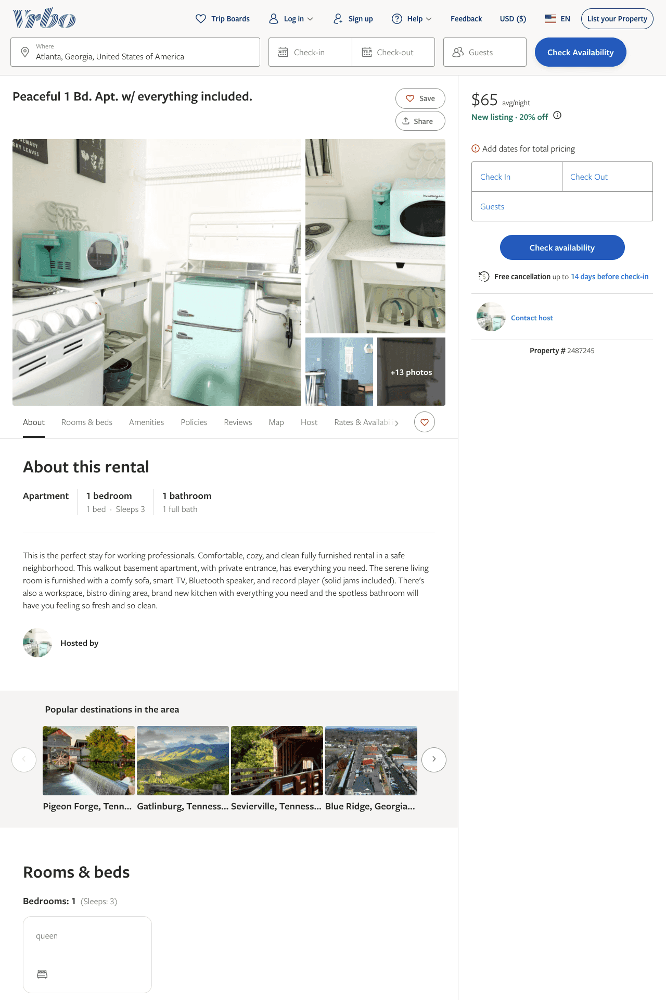 Vrbo
Trip Boards
Log in
Sign up
Help
Feedback
USD ($)
EN
List your Property
Where
Atlanta, Georgia, United States of America
Check-in
Check-out
Guests
Check Availability
Peaceful 1 Bd. Apt. w/ everything included.
Save
Share
BAY LEAVES
Nostalgia
+13 photos
About
Rooms & beds
Amenities
Policies
Reviews
Map
Host
Rates & Availabili
About this rental
Apartment
1 bedroom
1 bed · Sleeps 3
1 bathroom
1 full bath
This is the perfect stay for working professionals. Comfortable, cozy, and clean fully furnished rental in a safe
neighborhood. This walkout basement apartment, with private entrance, has everything you need. The serene living
room is furnished with a comfy sofa, smart TV, Bluetooth speaker, and record player (solid jams included). There's
also a workspace, bistro dining area, brand new kitchen with everything you need and the spotless bathroom will
have you feeling so fresh and so clean.
Hosted by
Popular destinations in the area
Pigeon Forge, Tenn...
Gatlinburg, Tenness...
Sevierville, Tenness...
Blue Ridge, Georgia...
Rooms & beds
Bedrooms: 1 (Sleeps: 3)
queen
$65 avg/night
New listing · 20% off
Add dates for total pricing
Check In
Check Out
Guests
Check availability
Free cancellation up to 14 days before check-in
Contact host
Property # 2487245